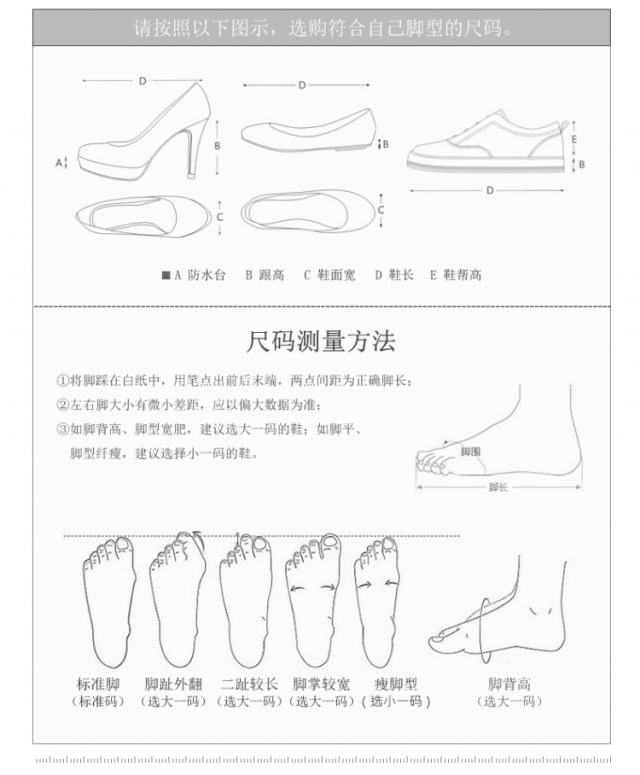 请按照以下图示，选购符合自己脚型的尺码。
D
D
A
B
B
E
B
D
C
C
■A 防水台 B 跟高 C 鞋面宽 D 鞋长 E 鞋帮高
尺码测量方法
①将脚踩在白纸中，用笔点出前后末端，两点间距为正确脚长；
②左右脚大小有微小差距，应以偏大数据为准；
③如脚背高、脚型宽肥，建议选大一码的鞋；如脚平、
脚型纤瘦，建议选择小一码的鞋。
脚围
脚长
标准脚 脚趾外翻 二趾较长 脚掌较宽 瘦脚型 脚背高
（标准码） （选大一码） （选大一码） （选大一码） （选小一码） （选大一码）